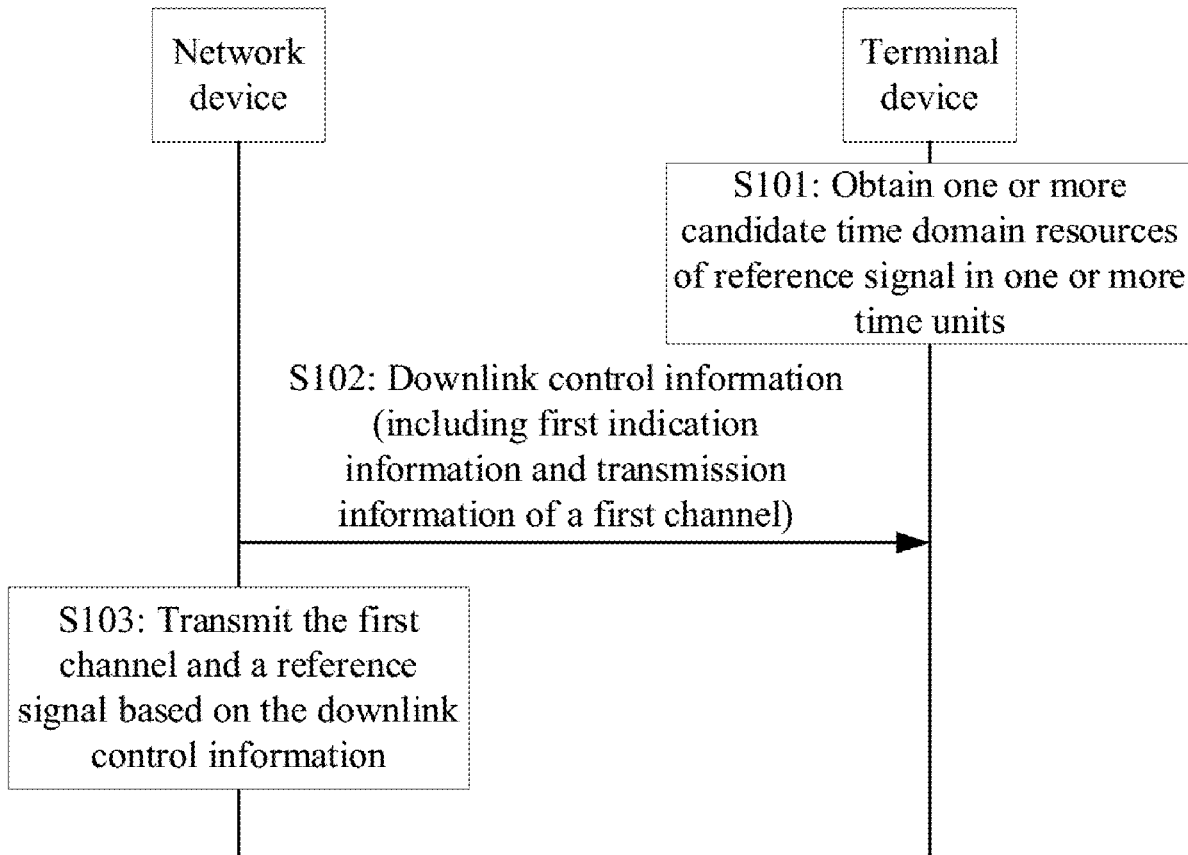 Network
device
Terminal
device
S101: Obtain one or more
candidate time domain resources
of reference signal in one or more
time units
S102: Downlink control information
(including first indication
information and transmission
information of a first channel)
S103: Transmit the first
channel and a reference
signal based on the downlink
control information